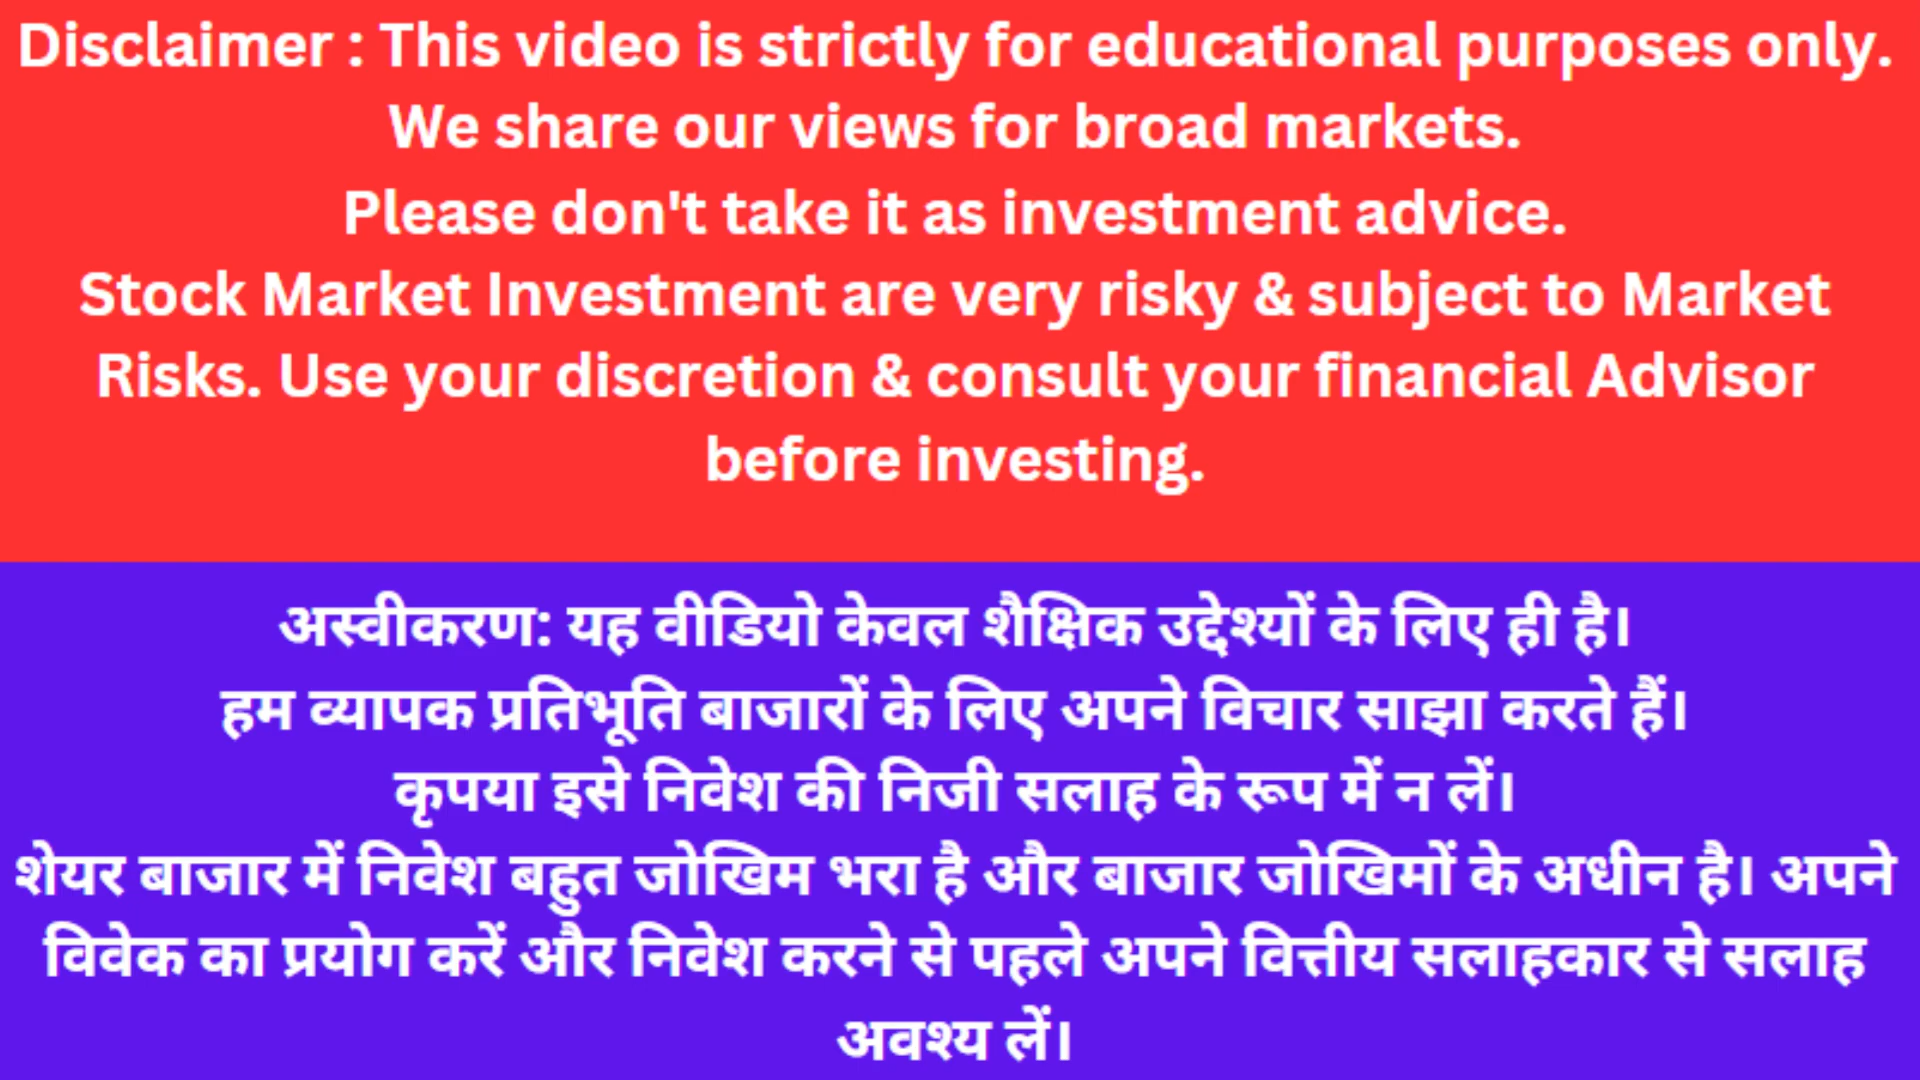 Disclaimer : This video is strictly for educational purposes only.
We share our views for broad markets.
Please don't take it as investment advice.
Stock Market Investment are very risky & subject to Market
Risks. Use your discretion & consult your financial Advisor
before investing.
अस्वीकरण: यह वीडियो केवल शैक्षिक उद्देश्यों के लिए ही है।
हम व्यापक प्रतिभूति बाजारों के लिए अपने विचार साझा करते हैं।
कृपया इसे निवेश की निजी सलाह के रूप में न लें।
शेयर बाजार में निवेश बहुत जोखिम भरा है और बाजार जोखिमों के अधीन है। अपने
विवेक का प्रयोग करें और निवेश करने से पहले अपने वित्तीय सलाहकार से सलाह
अवश्य लें।